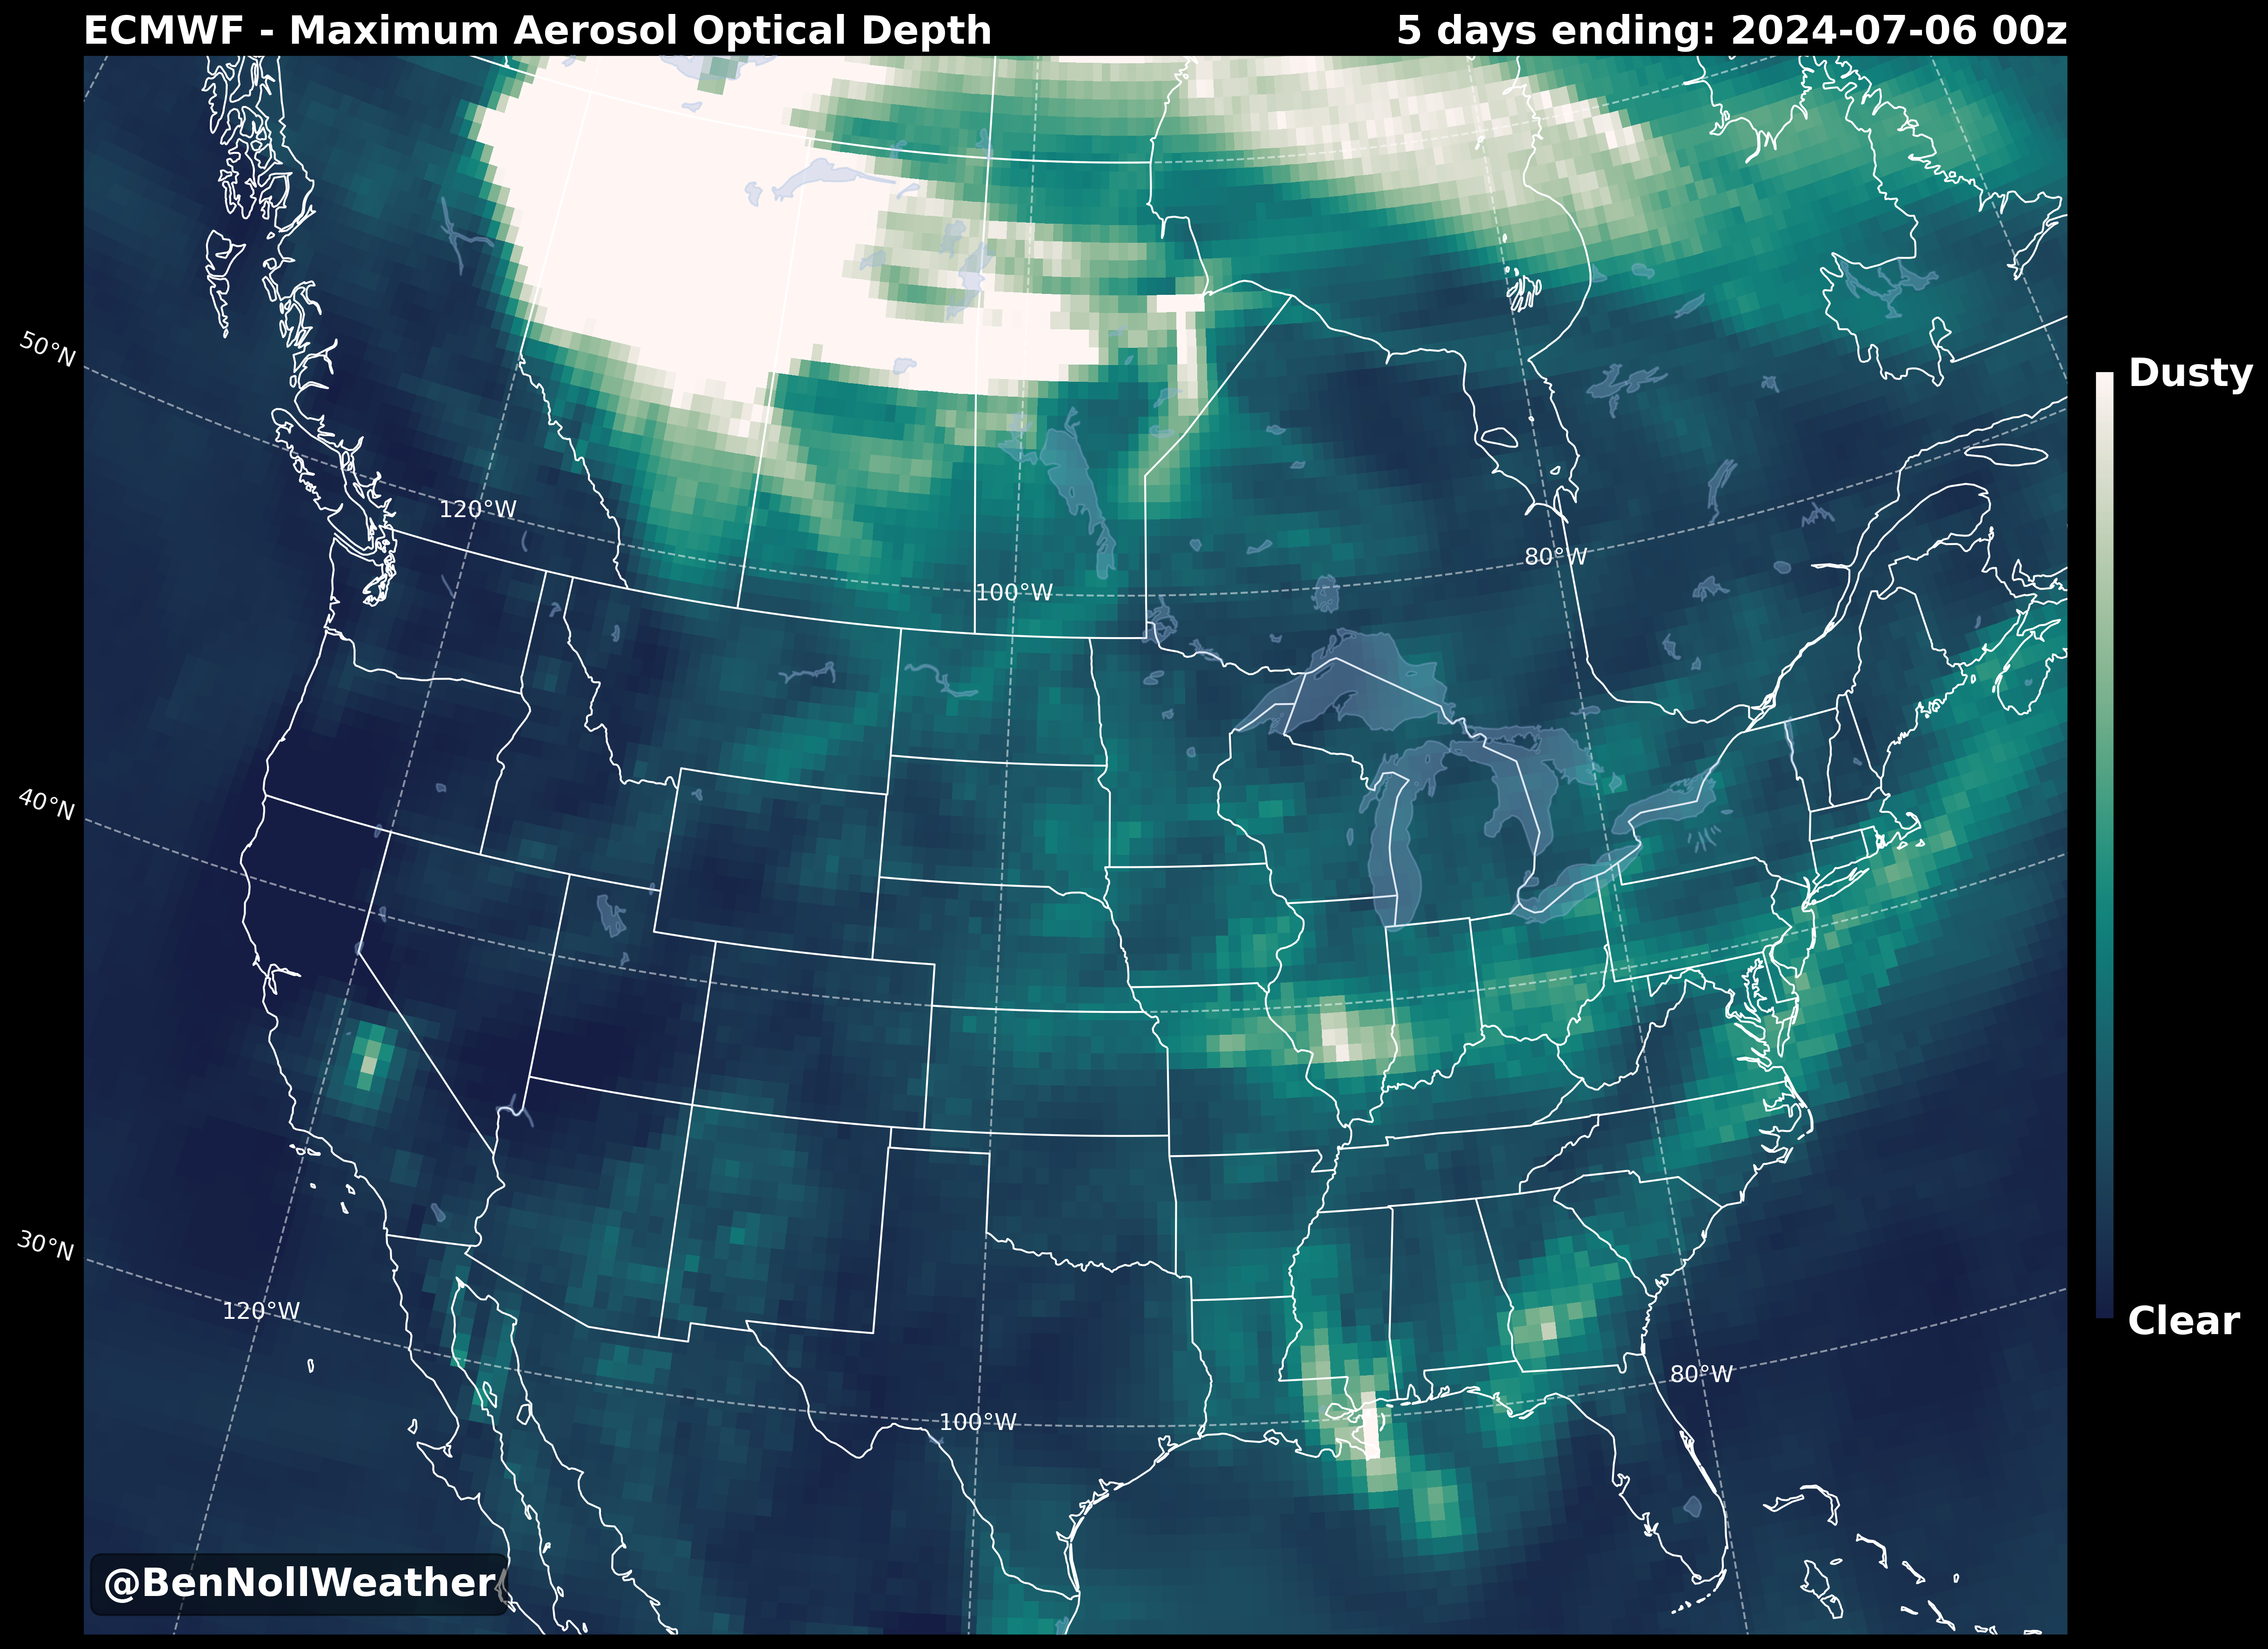 ECMWF - Maximum Aerosol Optical Depth
5 days ending: 2024-07-06 00z
50°N
Dusty
120°W
80°W
100°W
40°N
30°N
120°W
Clear
80°W
100°W
@BenNollWeather